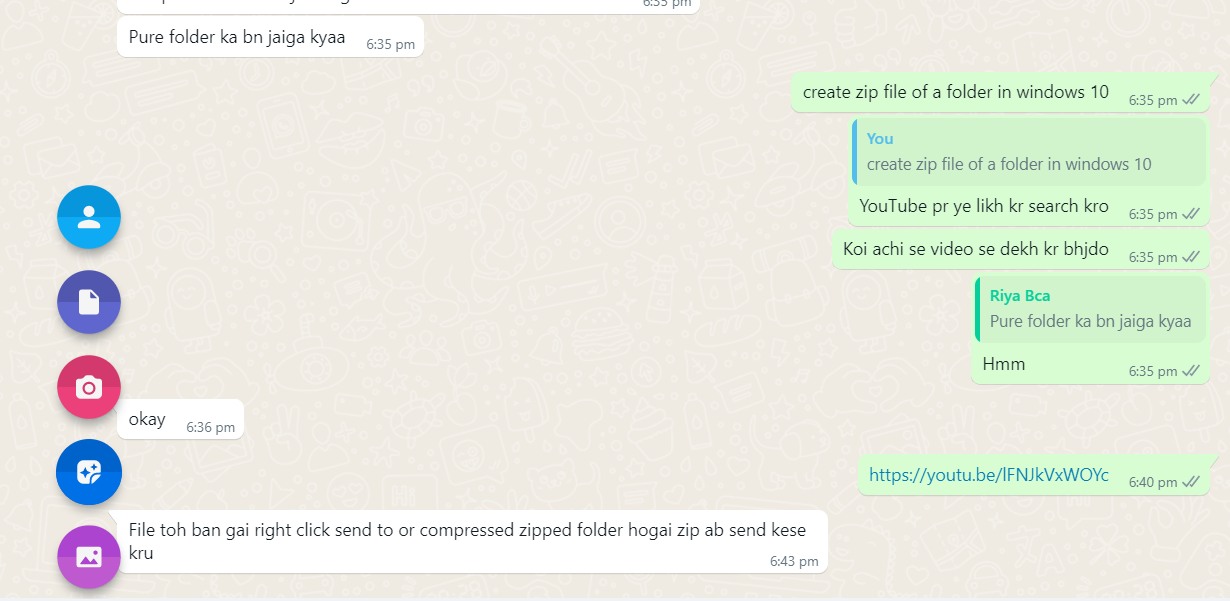 6:35 pm
Pure folder ka bn jaiga kyaa 6:35 pm
create zip file of a folder in windows 10 6:35 pm
You
create zip file of a folder in windows 10
YouTube pr ye likh kr search kro 6:35 pm
Koi achi se video se dekh kr bhjdo 6:35 pm
Riya Bca
Pure folder ka bn jaiga kyaa
Hmm 6:35 pm
okay 6:36 pm
https://youtu.be/lFNJkVxWOYc 6:40 pm
File toh ban gai right click send to or compressed zipped folder hogai zip ab send kese
kru 6:43 pm